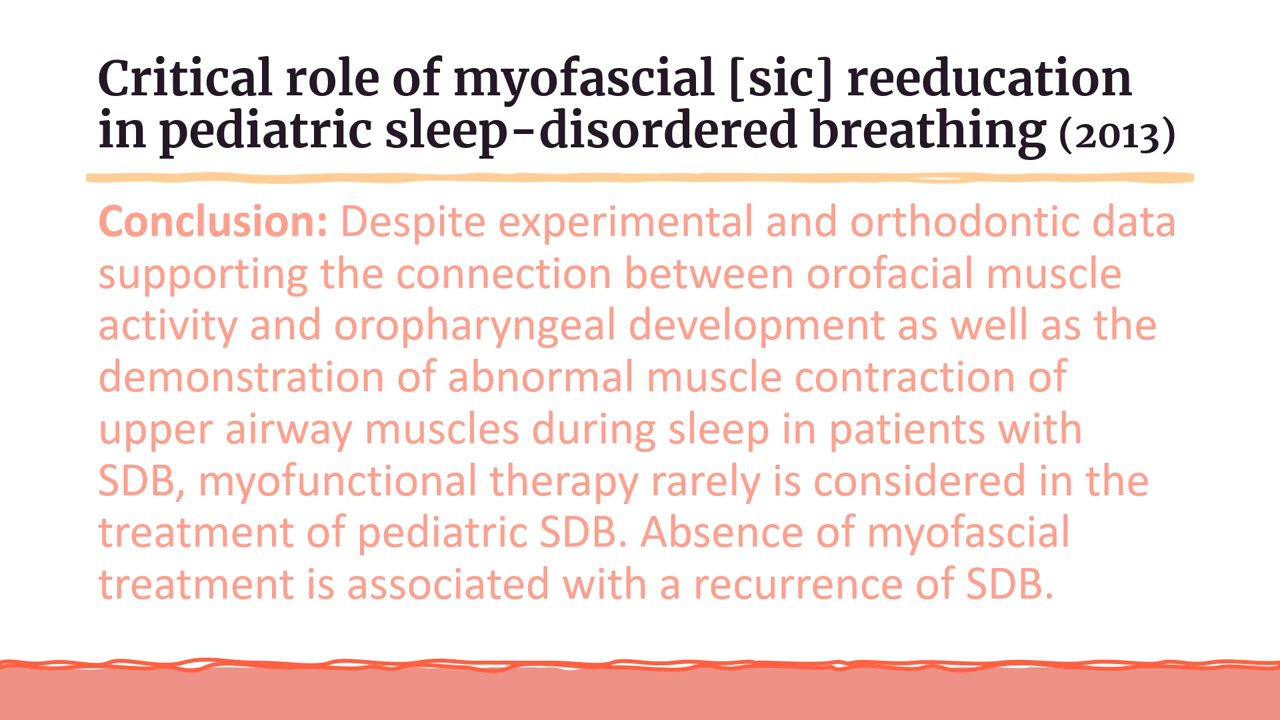 Critical role of myofascial [sic] reeducation
in pediatric sleep-disordered breathing (2013)
Conclusion: Despite experimental and orthodontic data
supporting the connection between orofacial muscle
activity and oropharyngeal development as well as the
demonstration of abnormal muscle contraction of
upper airway muscles during sleep in patients with
SDB, myofunctional therapy rarely is considered in the
treatment of pediatric SDB. Absence of myofascial
treatment is associated with a recurrence of SDB.